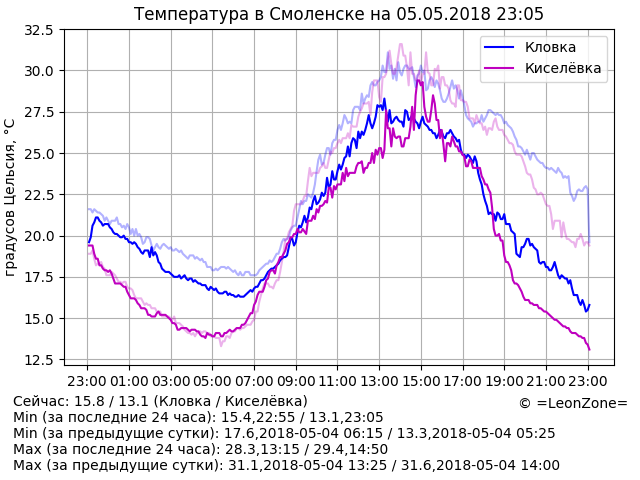 Температура в Смоленске на 05.05.2018 23:05
градусов Цельсия, °C
32.5
30.0
27.5
25.0
22.5
20.0
17.5
15.0
12.5
Кловка
Киселёвка
23:00 01:00 03:00 05:00 07:00 09:00 11:00 13:00 15:00 17:00 19:00 21:00 23:00
Сейчас: 15.8 / 13.1 (Кловка / Киселёвка)
© =LeonZone=
Min (за последние 24 часа): 15.4,22:55 / 13.1,23:05
Min (за предыдущие сутки): 17.6,2018-05-04 06:15 / 13.3,2018-05-04 05:25
Max (за последние 24 часа): 28.3,13:15 / 29.4,14:50
Max (за предыдущие сутки): 31.1,2018-05-04 13:25 / 31.6,2018-05-04 14:00